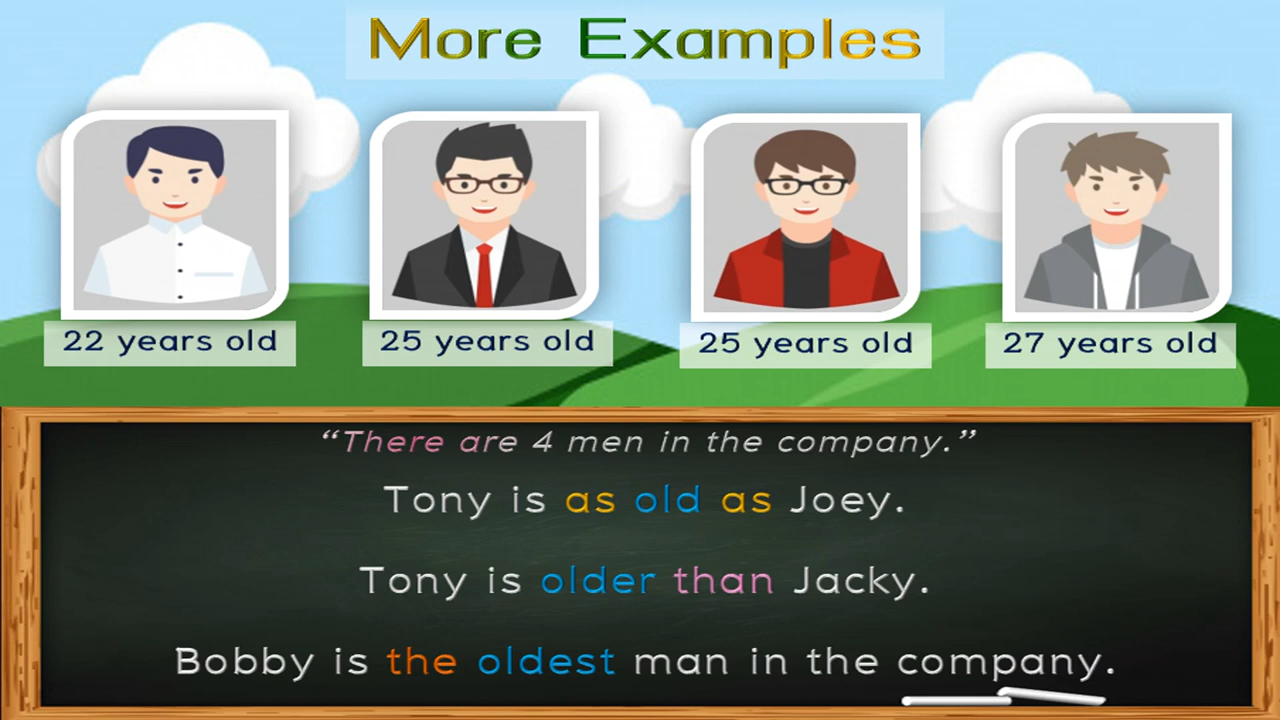 More Examples
22 years old
25 years old
25 years old
27 years old
“There are 4 men in the company.”
Tony is as old as Joey.
Tony is older than Jacky.
Bobby is the oldest man in the company.